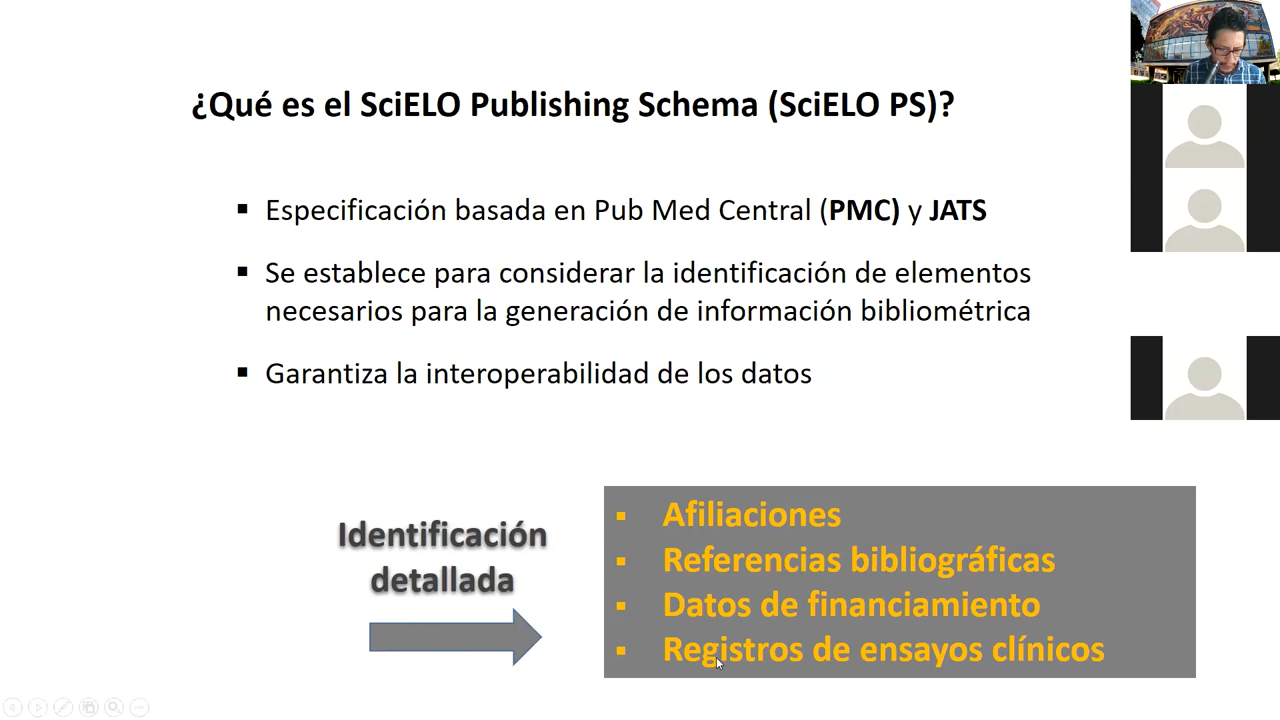 ¿Qué es el SciELO Publishing Schema (SciELO PS)?
▪ Especificación basada en Pub Med Central (PMC) y JATS
▪ Se establece para considerar la identificación de elementos
necesarios para la generación de información bibliométrica
▪ Garantiza la interoperabilidad de los datos
Identificación
detallada
▪ Afiliaciones
▪ Referencias bibliográficas
▪ Datos de financiamiento
▪ Registros de ensayos clínicos